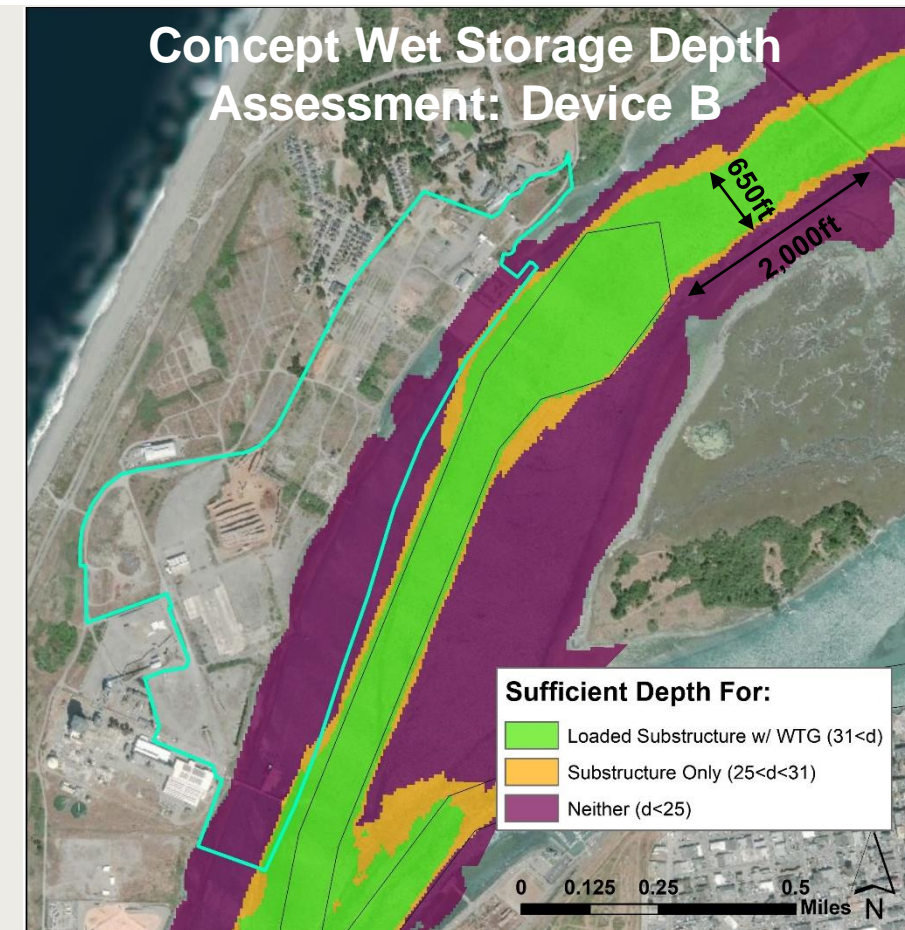 Concept Wet Storage Depth
Assessment: Device B
650ft
2,000ft
Sufficient Depth For:
Loaded Substructure w/ WTG (31<d)
Substructure Only (25<d<31)
Neither (d<25)
0 0.125 0.25 0.5
Miles
N